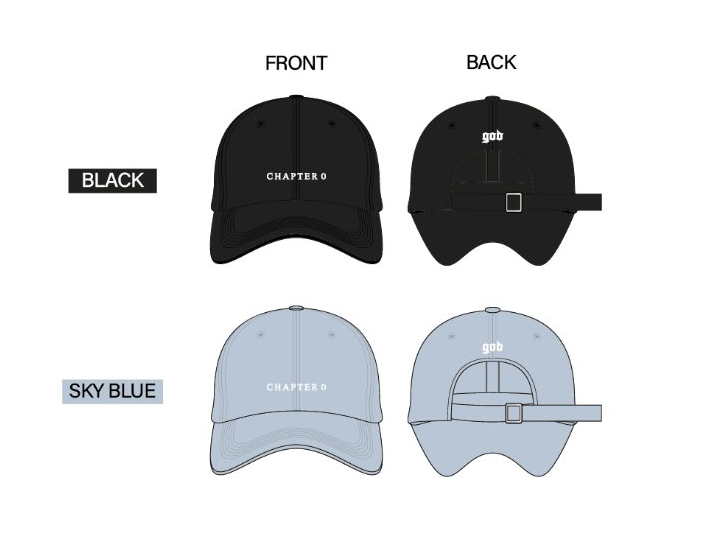 FRONT
BACK
BLACK
CHAPTER 0
god
SKY BLUE
CHAPTER 0
god